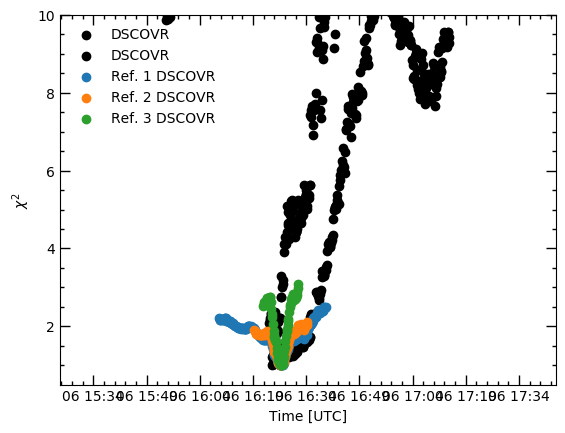 10
8
6
4
2
χ²
DSCOVR
DSCOVR
Ref. 1 DSCOVR
Ref. 2 DSCOVR
Ref. 3 DSCOVR
06 15:34 06 15:49 06 16:04 06 16:19 06 16:34 06 16:49 06 17:04 06 17:19 06 17:34
Time [UTC]